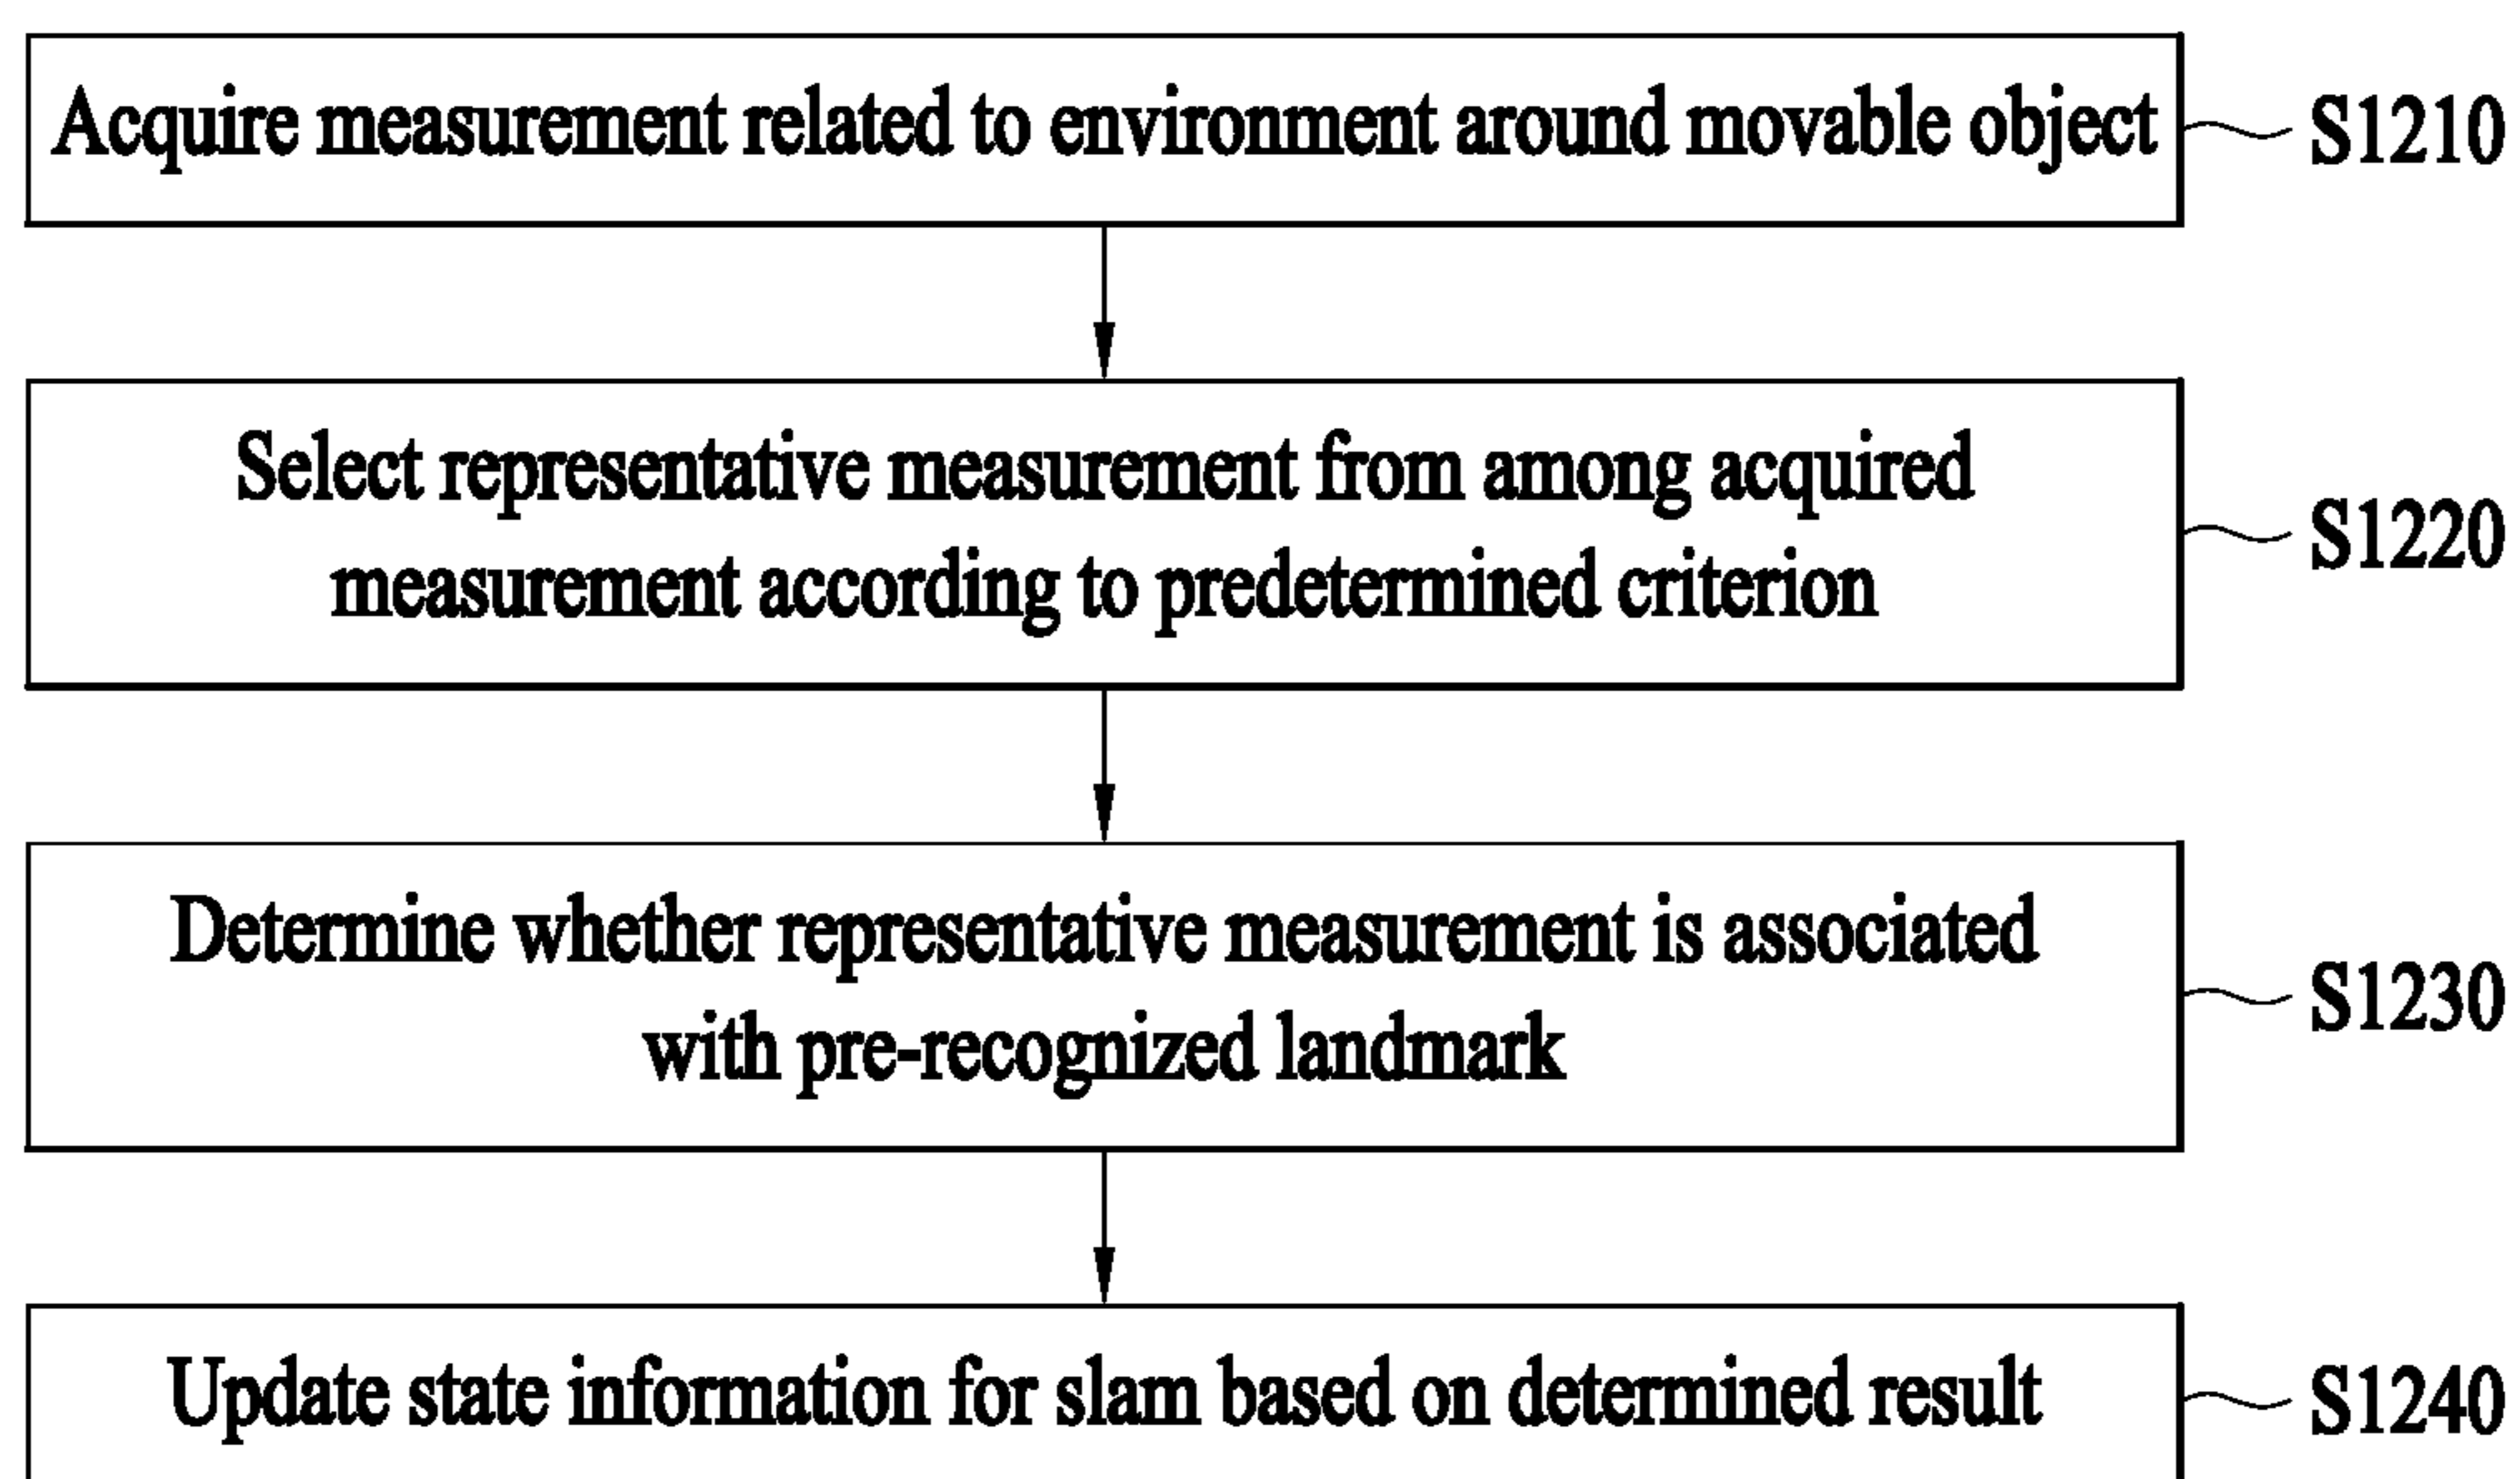 Acquire measurement related to environment around movable object
S1210
Select representative measurement from among acquired
measurement according to predetermined criterion
S1220
Determine whether representative measurement is associated
with pre-recognized landmark
S1230
Update state information for slam based on determined result
S1240